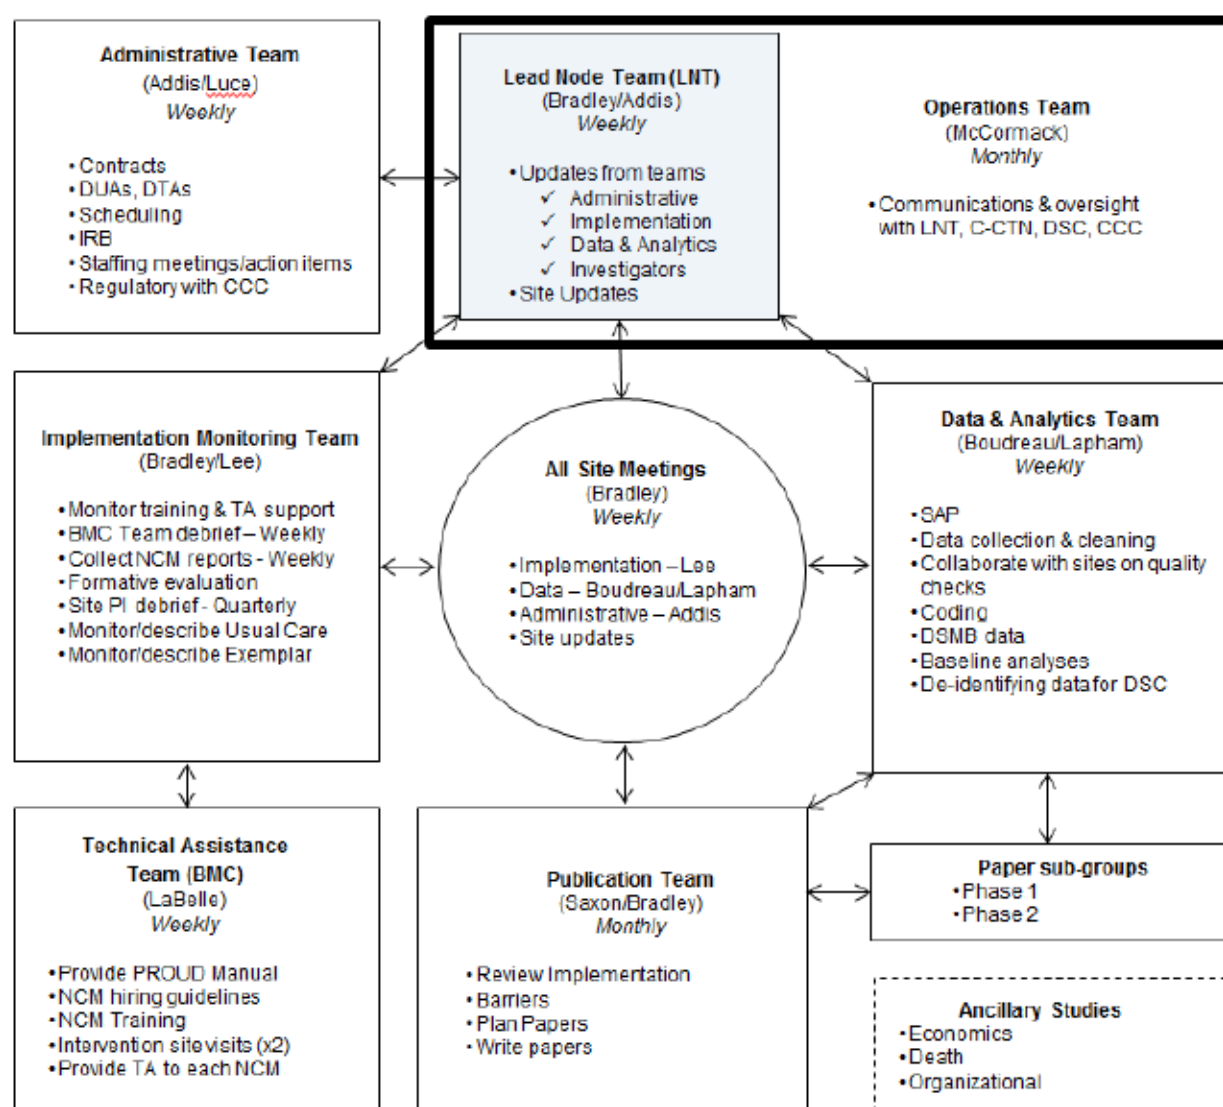 Administrative Team
(Addis/Luce)
Weekly
• Contracts
• DUAs, DTAs
• Scheduling
• IRB
• Staffing meetings/action items
• Regulatory with CCC
Lead Node Team (LNT)
(Bradley/Addis)
Weekly
• Updates from teams
✓ Administrative
✓ Implementation
✓ Data & Analytics
✓ Investigators
• Site Updates
Operations Team
(McCormack)
Monthly
• Communications & oversight
with LNT, C-CTN, DSC, CCC
Implementation Monitoring Team
(Bradley/Lee)
• Monitor training & TA support
• BMC Team debrief – Weekly
• Collect NCM reports - Weekly
• Formative evaluation
• Site PI debrief - Quarterly
• Monitor/describe Usual Care
• Monitor/describe Exemplar
All Site Meetings
(Bradley)
Weekly
• Implementation – Lee
• Data – Boudreau/Lapham
• Administrative – Addis
• Site updates
Data & Analytics Team
(Boudreau/Lapham)
Weekly
• SAP
• Data collection & cleaning
• Collaborate with sites on quality
checks
• Coding
• DSMB data
• Baseline analyses
• De-identifying data for DSC
Technical Assistance
Team (BMC)
(LaBelle)
Weekly
• Provide PROUD Manual
• NCM hiring guidelines
• NCM Training
• Intervention site visits (x2)
• Provide TA to each NCM
Publication Team
(Saxon/Bradley)
Monthly
• Review Implementation
• Barriers
• Plan Papers
• Write papers
Paper sub-groups
• Phase 1
• Phase 2
Ancillary Studies
• Economics
• Death
• Organizational